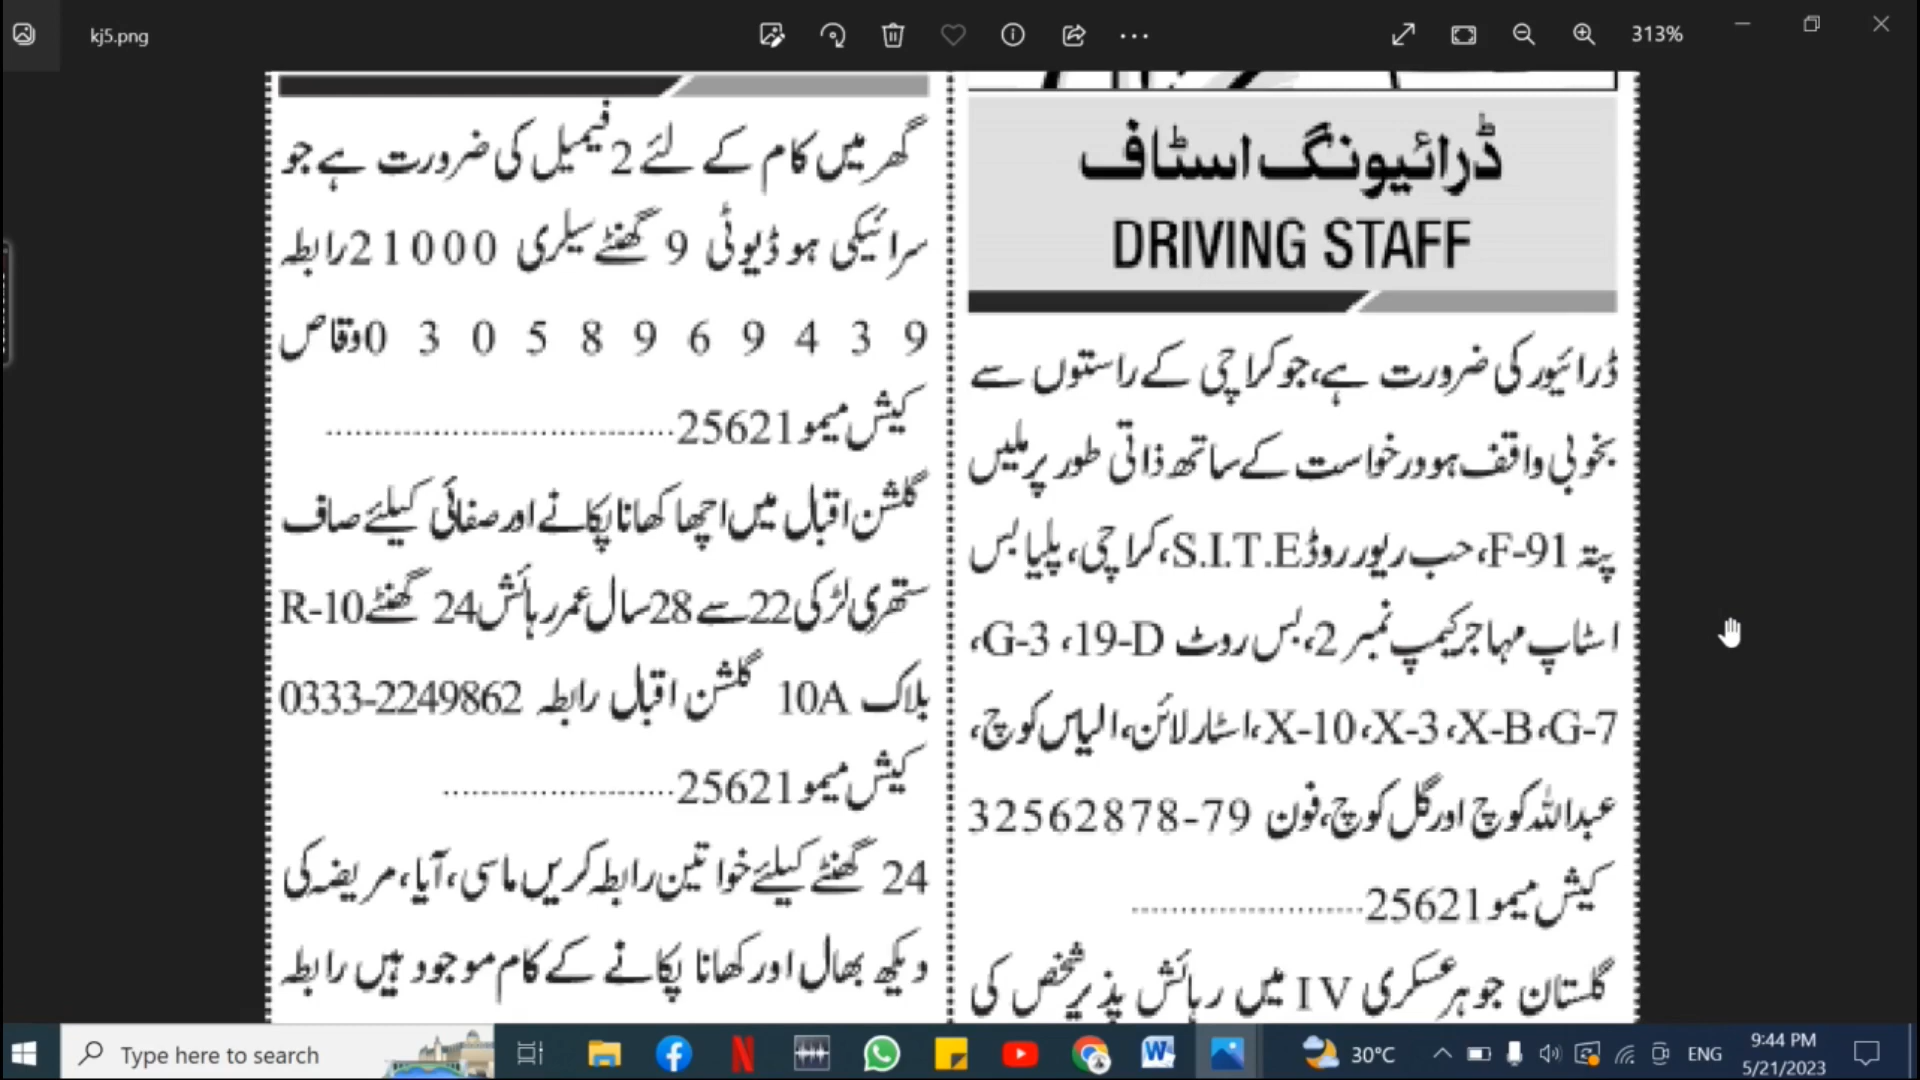 kj5.png
313%
ڈرائیونگ اسٹاف
DRIVING STAFF
ڈرائیور کی ضرورت ہے، جو کراچی کے راستوں سے
بخوبی واقف ہو درخواست کے ساتھ ذاتی طور پر ملیں
پتہ F-91، حب ریور روڈ S.I.T.E، کراچی، پلیا بس
اسٹاپ مہاجر کیمپ نمبر 2، بس روٹ 19-D، G-3،
G-7، X-B، X-3، X-10، اسٹار لائن، الیاس کوچ،
عبداللہ کوچ اور گل کوچ، فون 32562878-79
کیش میمو 25621......................
گلستان جوہر عسکری IV میں رہائش پذیر شخص کی
گھر میں کام کے لئے 2 فیمیل کی ضرورت ہے جو
سرائیکی ہو ڈیوٹی 9 گھنٹے سیلری 21000 رابطہ
0 3 0 5 8 9 6 9 4 3 9 وقاص
کیش میمو 25621.................................
گلشن اقبال میں اچھا کھانا پکانے اور صفائی کیلئے صاف
ستھری لڑکی 22 سے 28 سال عمر رہائش 24 گھنٹے R-10
بلاک 10A گلشن اقبال رابطہ 0333-2249862
کیش میمو 25621......................
24 گھنٹے کیلئے خواتین رابطہ کریں ماسی، آیا، مریضہ کی
دیکھ بھال اور کھانا پکانے کے کام موجود ہیں رابطہ
Type here to search
30°C
ENG
9:44 PM
5/21/2023